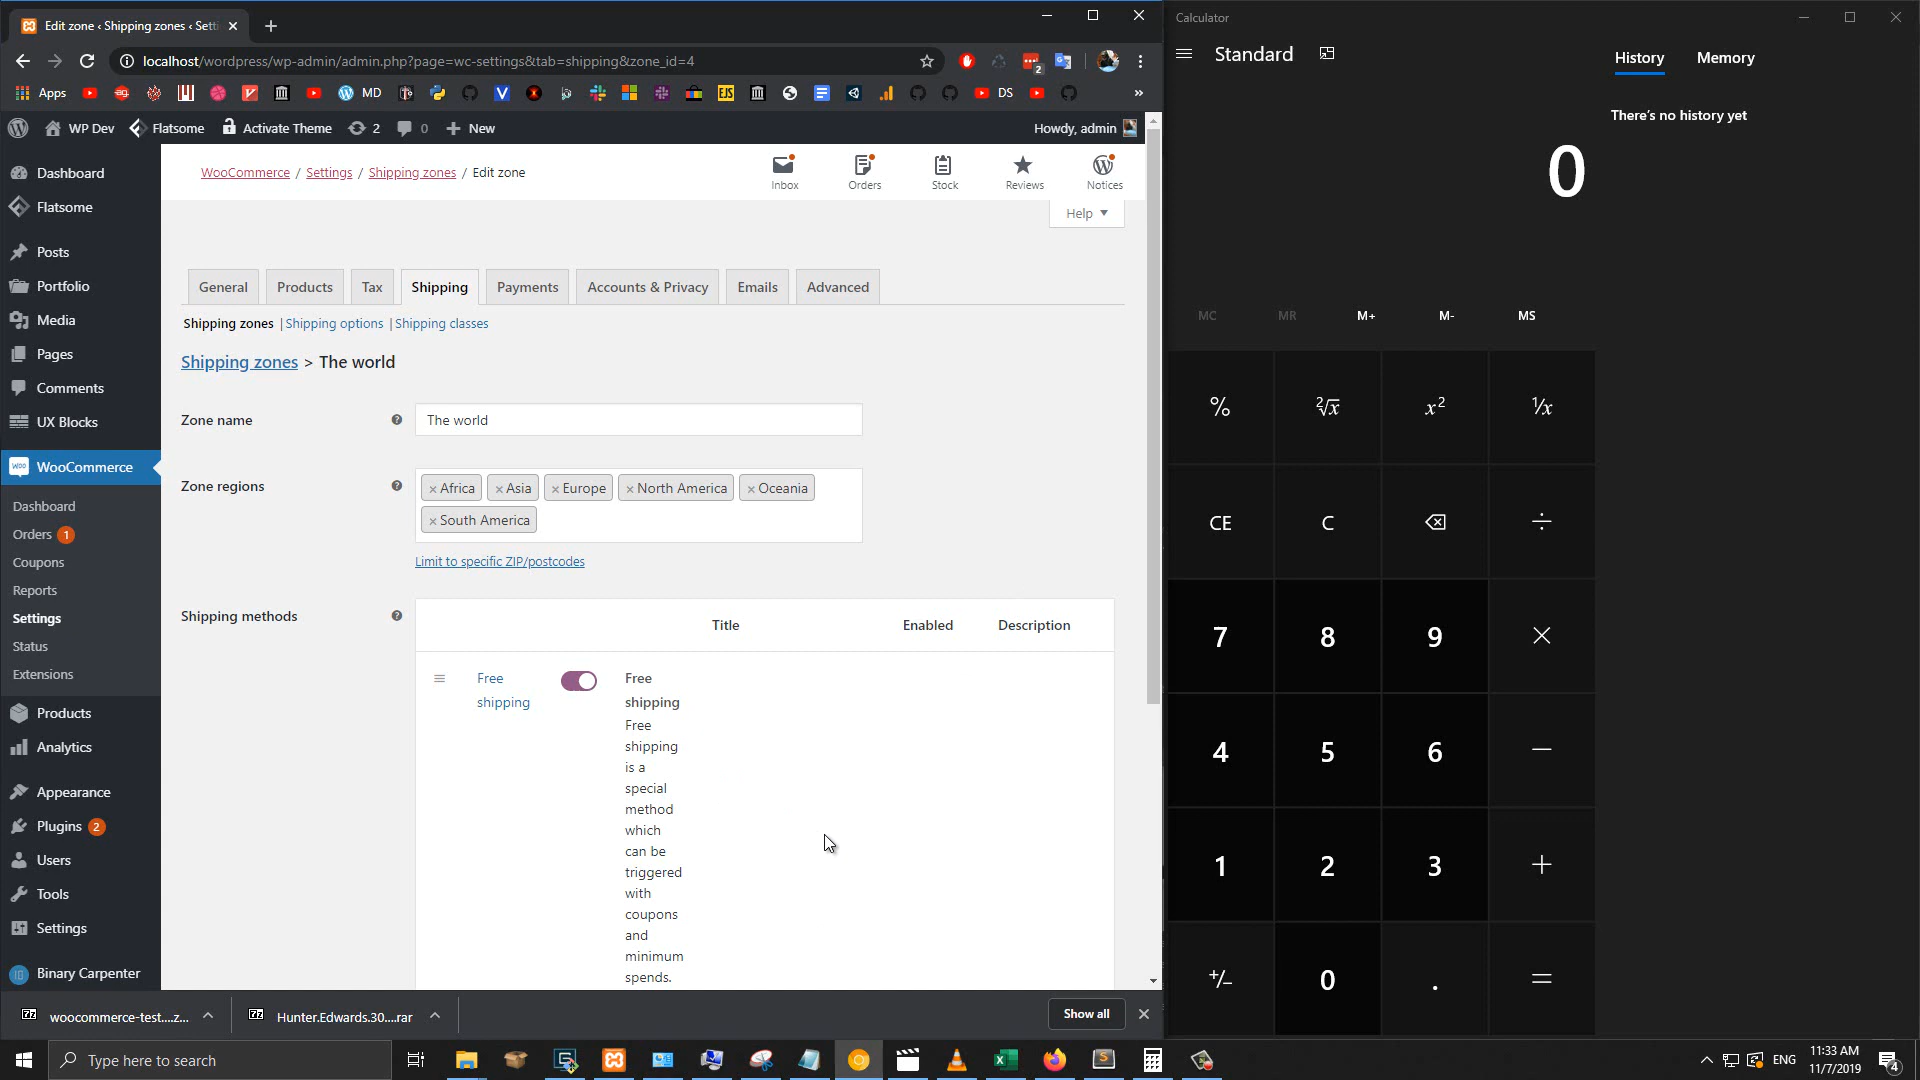 Edit zone ‹ Shipping zones ‹ Sett
localhost/wordpress/wp-admin/admin.php?page=wc-settings&tab=shipping&zone_id=4
Apps
MD
EJS
DS
»
WP Dev
Flatsome
Activate Theme
2
0
New
Howdy, admin
Dashboard
Flatsome
Posts
Portfolio
Media
Pages
Comments
UX Blocks
WooCommerce
Dashboard
Orders 1
Coupons
Reports
Settings
Status
Extensions
Products
Analytics
Appearance
Plugins 2
Users
Tools
Settings
Binary Carpenter
WooCommerce / Settings / Shipping zones / Edit zone
Inbox
Orders
Stock
Reviews
Notices
Help
General
Products
Tax
Shipping
Payments
Accounts & Privacy
Emails
Advanced
Shipping zones | Shipping options | Shipping classes
Shipping zones > The world
Zone name
The world
Zone regions
× Africa × Asia × Europe × North America × Oceania
× South America
Limit to specific ZIP/postcodes
Shipping methods
Title
Enabled
Description
Free
shipping
Free
shipping
Free
shipping
is a
special
method
which
can be
triggered
with
coupons
and
minimum
spends.
woocommerce-test....z...
Hunter.Edwards.30....rar
Show all
Calculator
Standard
History
Memory
There's no history yet
0
MC MR M+ M- MS
% ²√x x² ¹/x
CE C ÷
7 8 9 ×
4 5 6 −
1 2 3 +
+/− 0 . =
Type here to search
ENG
11:33 AM
11/7/2019
4